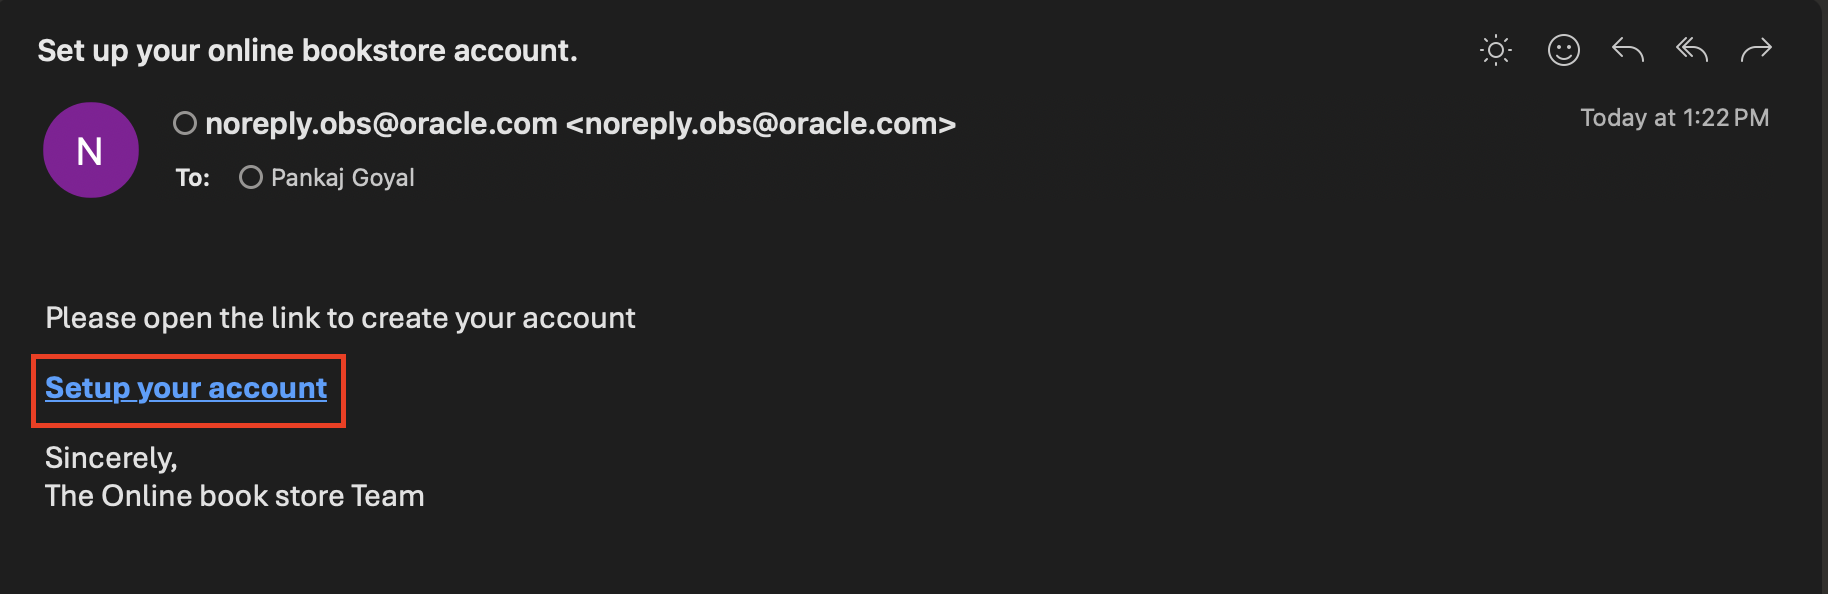 Set up your online bookstore account.
N
noreply.obs@oracle.com <noreply.obs@oracle.com>
Today at 1:22 PM
To: Pankaj Goyal
Please open the link to create your account
Setup your account
Sincerely,
The Online book store Team